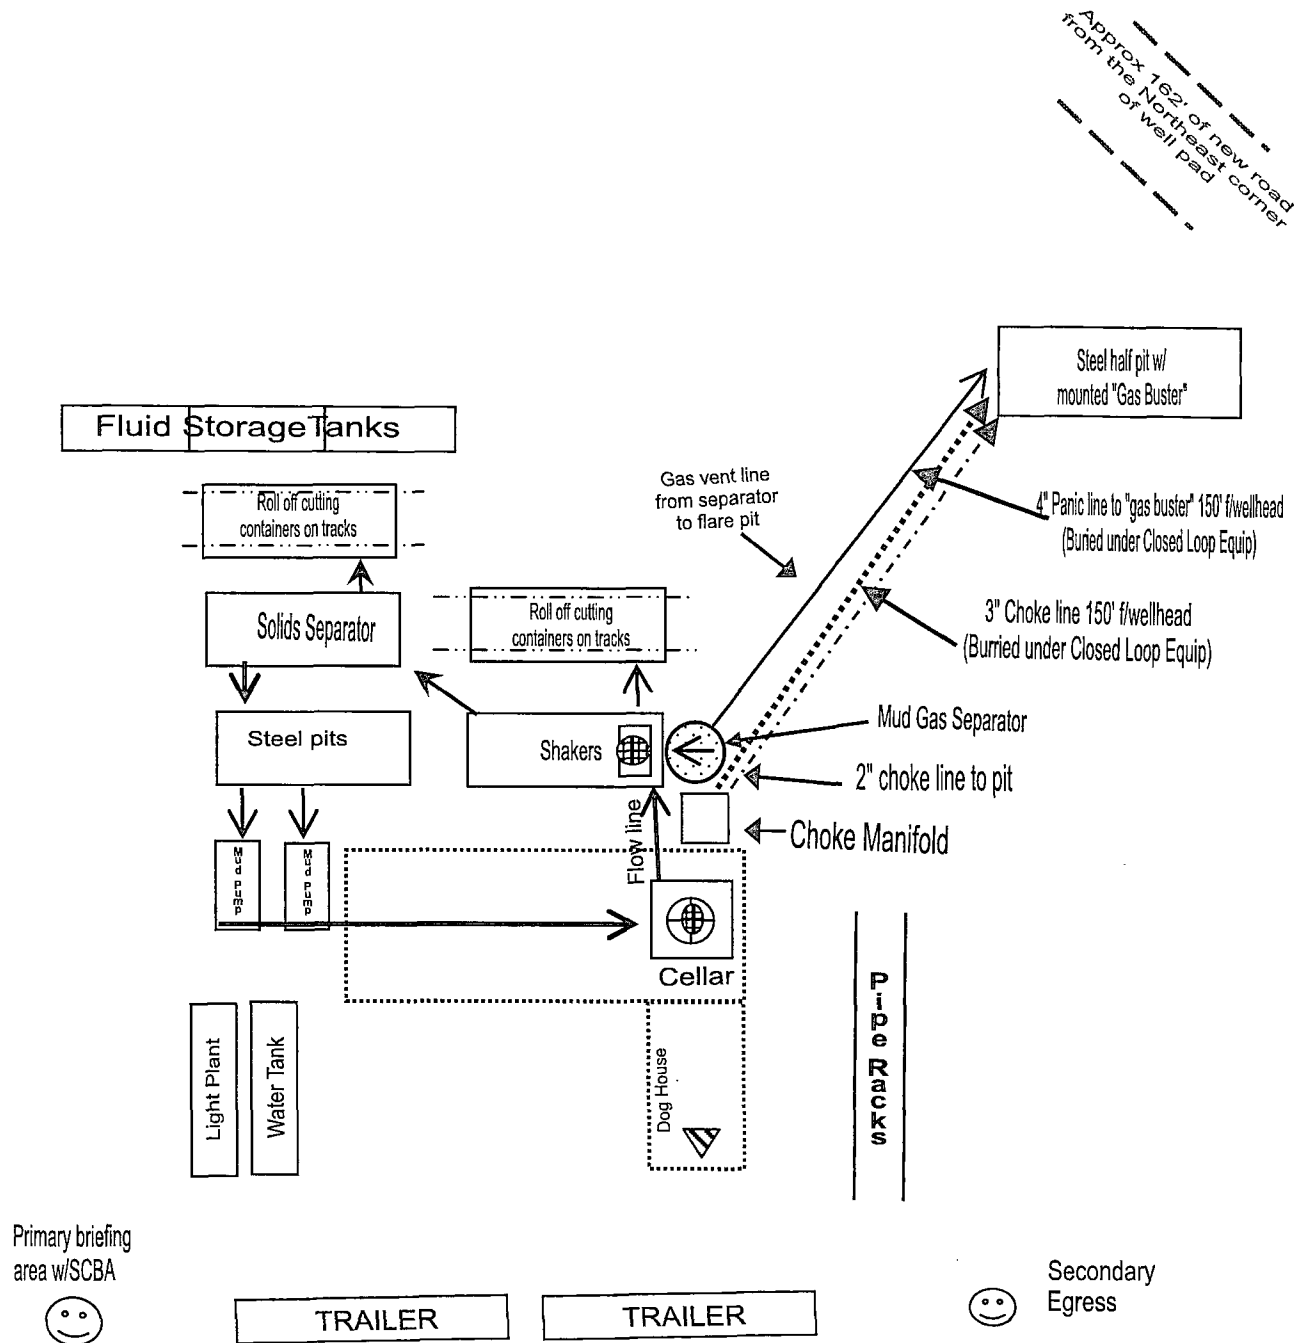 Approx 162' of new road
from the Northeast corner
of well pad
Steel half pit w/
mounted "Gas Buster"
Fluid StorageTanks
Gas vent line
from separator
to flare pit
Roll off cutting
containers on tracks
4" Panic line to "gas buster" 150' f/wellhead
(Buried under Closed Loop Equip)
Solids Separator
Roll off cutting
containers on tracks
3" Choke line 150' f/wellhead
(Burried under Closed Loop Equip)
Steel pits
Shakers
Mud Gas Separator
2" choke line to pit
Flow line
Choke Manifold
Mud pump
Mud pump
Cellar
Pipe Racks
Light Plant
Water Tank
Dog House
Primary briefing
area w/SCBA
TRAILER
TRAILER
Secondary
Egress